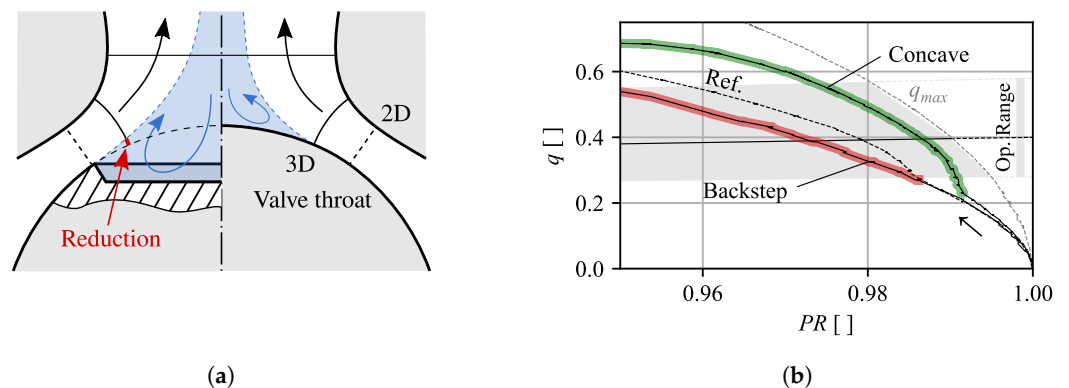 2D
3D
Valve throat
Reduction
(a)
Concave
Ref.
q_max
Op. Range
Backstep
q [ ]
0.6
0.4
0.2
0.0
0.96
0.98
1.00
PR [ ]
(b)